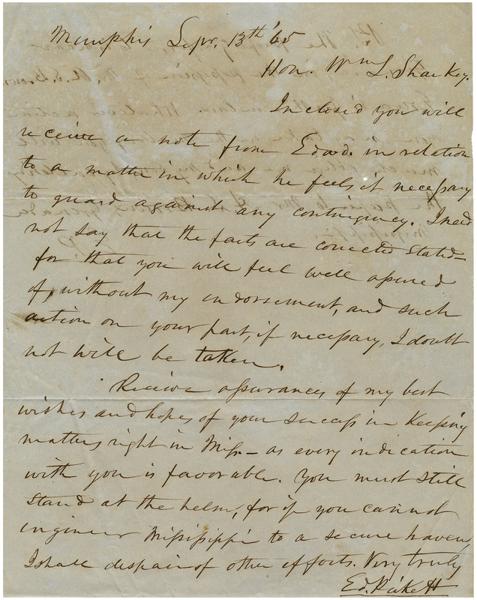 Memphis Sept. 13th '65
Hon. Wm L. Sharkey.
Inclosed you will
receive a note from Edwd. in relation
to a matter in which he feels it necessary
to guard against any contingency. I need
not say that the facts are correctly stated
for that you will feel well assured
of, without my indorsement, and such
action on your part, if necessary, I doubt
not will be taken.
Receive assurances of my best
wishes and hopes of your success in keeping
matters right in Miss. – as every indication
with you is favorable. You must still
stand at the helm, for if you cannot
engineer Mississippi to a secure haven,
I shall despair of other efforts. Very truly
Ed. Pickett